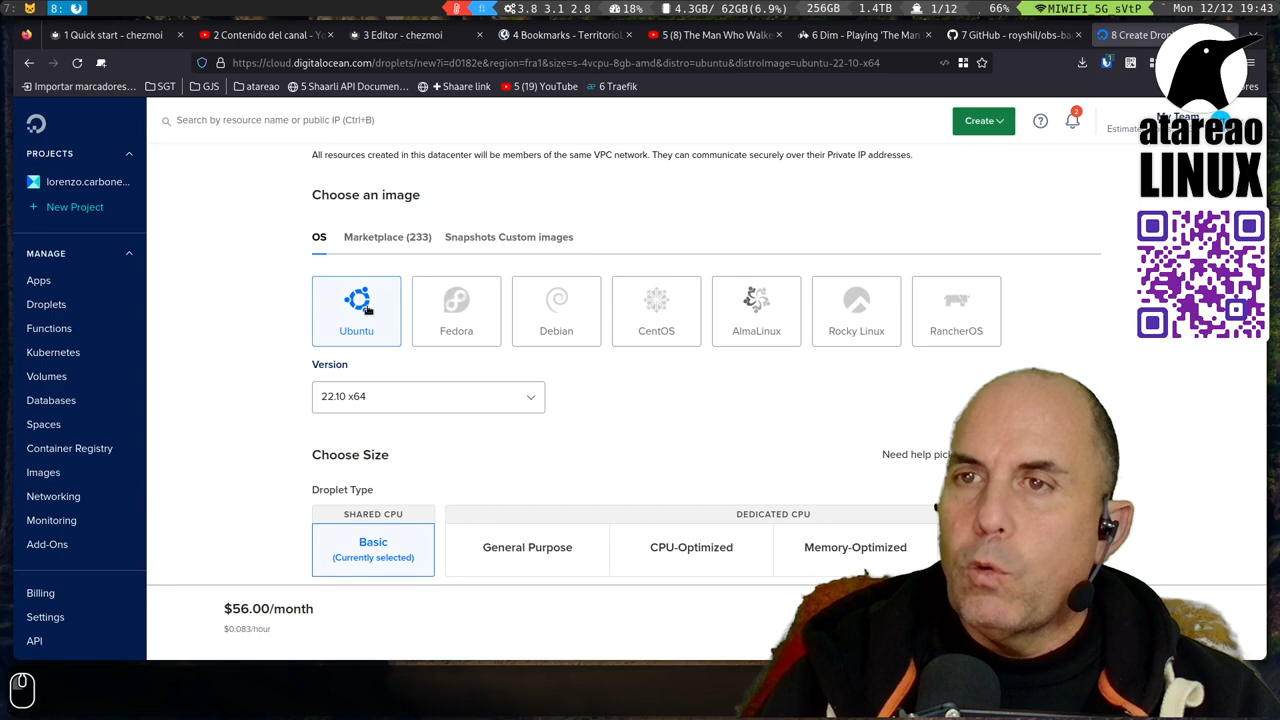 7: 8: 3.8 3.1 2.8 18% 4.3GB/ 62GB(6.9%) 256GB 1.4TB 1/12 66% MIWIFI 5G sVtP Mon 12/12 19:43
1 Quick start - chezmoi 2 Contenido del canal - Yo 3 Editor - chezmoi 4 Bookmarks - Territorio 5 (8) The Man Who Walke 6 Dim - Playing 'The Man 7 GitHub - royshil/obs-ba 8 Create Drop
https://cloud.digitalocean.com/droplets/new?i=d0182e&region=fra1&size=s-4vcpu-8gb-amd&distro=ubuntu&distroImage=ubuntu-22-10-x64
Importar marcadores... SGT GJS atareao 5 Shaarli API Documen... Shaare link 5 (19) YouTube 6 Traefik
Search by resource name or public IP (Ctrl+B)
Create
2
My Team
atareao
LINUX
PROJECTS
lorenzo.carbone...
+ New Project
MANAGE
Apps
Droplets
Functions
Kubernetes
Volumes
Databases
Spaces
Container Registry
Images
Networking
Monitoring
Add-Ons
Billing
Settings
API
All resources created in this datacenter will be members of the same VPC network. They can communicate securely over their Private IP addresses.
Choose an image
OS Marketplace (233) Snapshots Custom images
Ubuntu Fedora Debian CentOS AlmaLinux Rocky Linux RancherOS
Version
22.10 x64
Choose Size
Need help
Droplet Type
SHARED CPU DEDICATED CPU
Basic General Purpose CPU-Optimized Memory-Optimized
(Currently selected)
$56.00/month
$0.083/hour